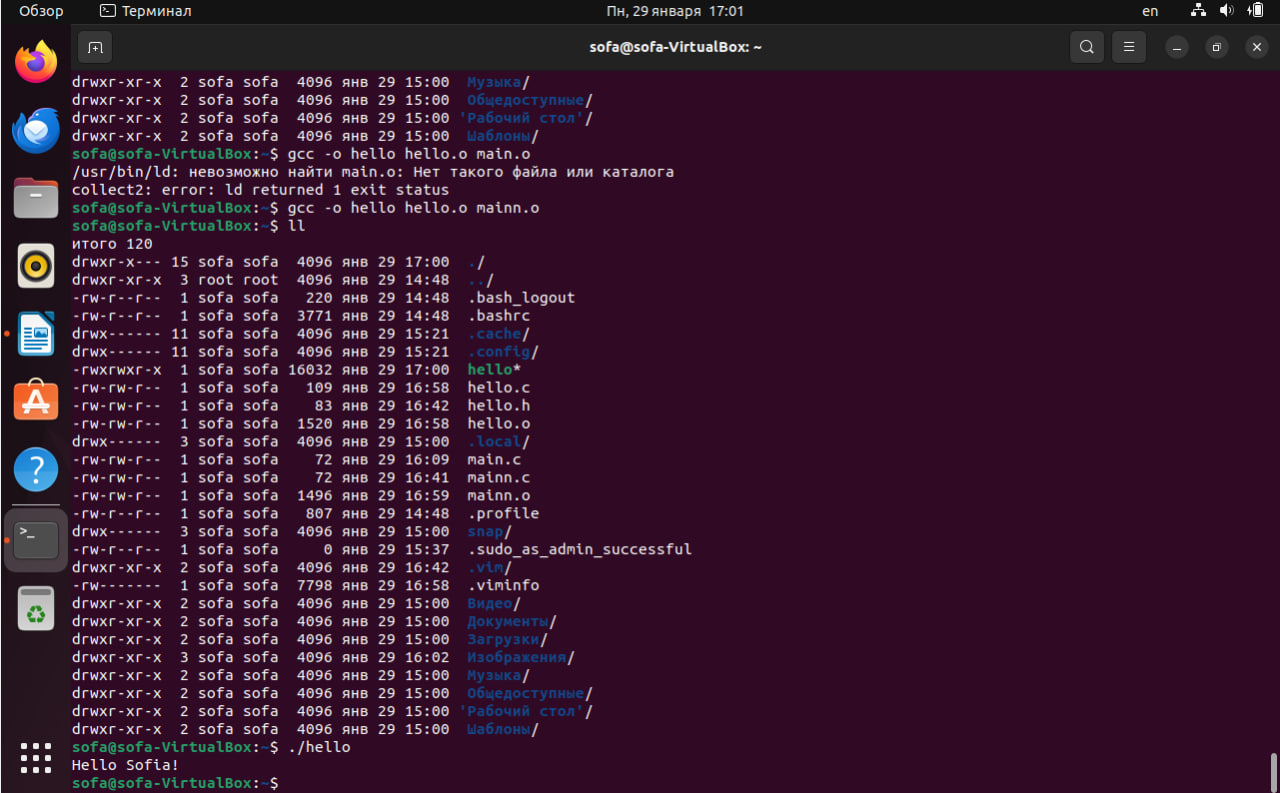 Обзор Терминал Пн, 29 января 17:01 en
sofa@sofa-VirtualBox: ~
drwxr-xr-x  2 sofa sofa  4096 янв 29 15:00  Музыка/
drwxr-xr-x  2 sofa sofa  4096 янв 29 15:00  Общедоступные/
drwxr-xr-x  2 sofa sofa  4096 янв 29 15:00 'Рабочий стол'/
drwxr-xr-x  2 sofa sofa  4096 янв 29 15:00  Шаблоны/
sofa@sofa-VirtualBox:~$ gcc -o hello hello.o main.o
/usr/bin/ld: невозможно найти main.o: Нет такого файла или каталога
collect2: error: ld returned 1 exit status
sofa@sofa-VirtualBox:~$ gcc -o hello hello.o mainn.o
sofa@sofa-VirtualBox:~$ ll
итого 120
drwxr-x--- 15 sofa sofa  4096 янв 29 17:00  ./
drwxr-xr-x  3 root root  4096 янв 29 14:48  ../
-rw-r--r--  1 sofa sofa   220 янв 29 14:48  .bash_logout
-rw-r--r--  1 sofa sofa  3771 янв 29 14:48  .bashrc
drwx------ 11 sofa sofa  4096 янв 29 15:21  .cache/
drwx------ 11 sofa sofa  4096 янв 29 15:21  .config/
-rwxrwxr-x  1 sofa sofa 16032 янв 29 17:00  hello*
-rw-rw-r--  1 sofa sofa   109 янв 29 16:58  hello.c
-rw-rw-r--  1 sofa sofa    83 янв 29 16:42  hello.h
-rw-rw-r--  1 sofa sofa  1520 янв 29 16:58  hello.o
drwx------  3 sofa sofa  4096 янв 29 15:00  .local/
-rw-rw-r--  1 sofa sofa    72 янв 29 16:09  main.c
-rw-rw-r--  1 sofa sofa    72 янв 29 16:41  mainn.c
-rw-rw-r--  1 sofa sofa  1496 янв 29 16:59  mainn.o
-rw-r--r--  1 sofa sofa   807 янв 29 14:48  .profile
drwx------  3 sofa sofa  4096 янв 29 15:00  snap/
-rw-r--r--  1 sofa sofa     0 янв 29 15:37  .sudo_as_admin_successful
drwxr-xr-x  2 sofa sofa  4096 янв 29 16:42  .vim/
-rw-------  1 sofa sofa  7798 янв 29 16:58  .viminfo
drwxr-xr-x  2 sofa sofa  4096 янв 29 15:00  Видео/
drwxr-xr-x  2 sofa sofa  4096 янв 29 15:00  Документы/
drwxr-xr-x  2 sofa sofa  4096 янв 29 15:00  Загрузки/
drwxr-xr-x  3 sofa sofa  4096 янв 29 16:02  Изображения/
drwxr-xr-x  2 sofa sofa  4096 янв 29 15:00  Музыка/
drwxr-xr-x  2 sofa sofa  4096 янв 29 15:00  Общедоступные/
drwxr-xr-x  2 sofa sofa  4096 янв 29 15:00 'Рабочий стол'/
drwxr-xr-x  2 sofa sofa  4096 янв 29 15:00  Шаблоны/
sofa@sofa-VirtualBox:~$ ./hello
Hello Sofia!
sofa@sofa-VirtualBox:~$